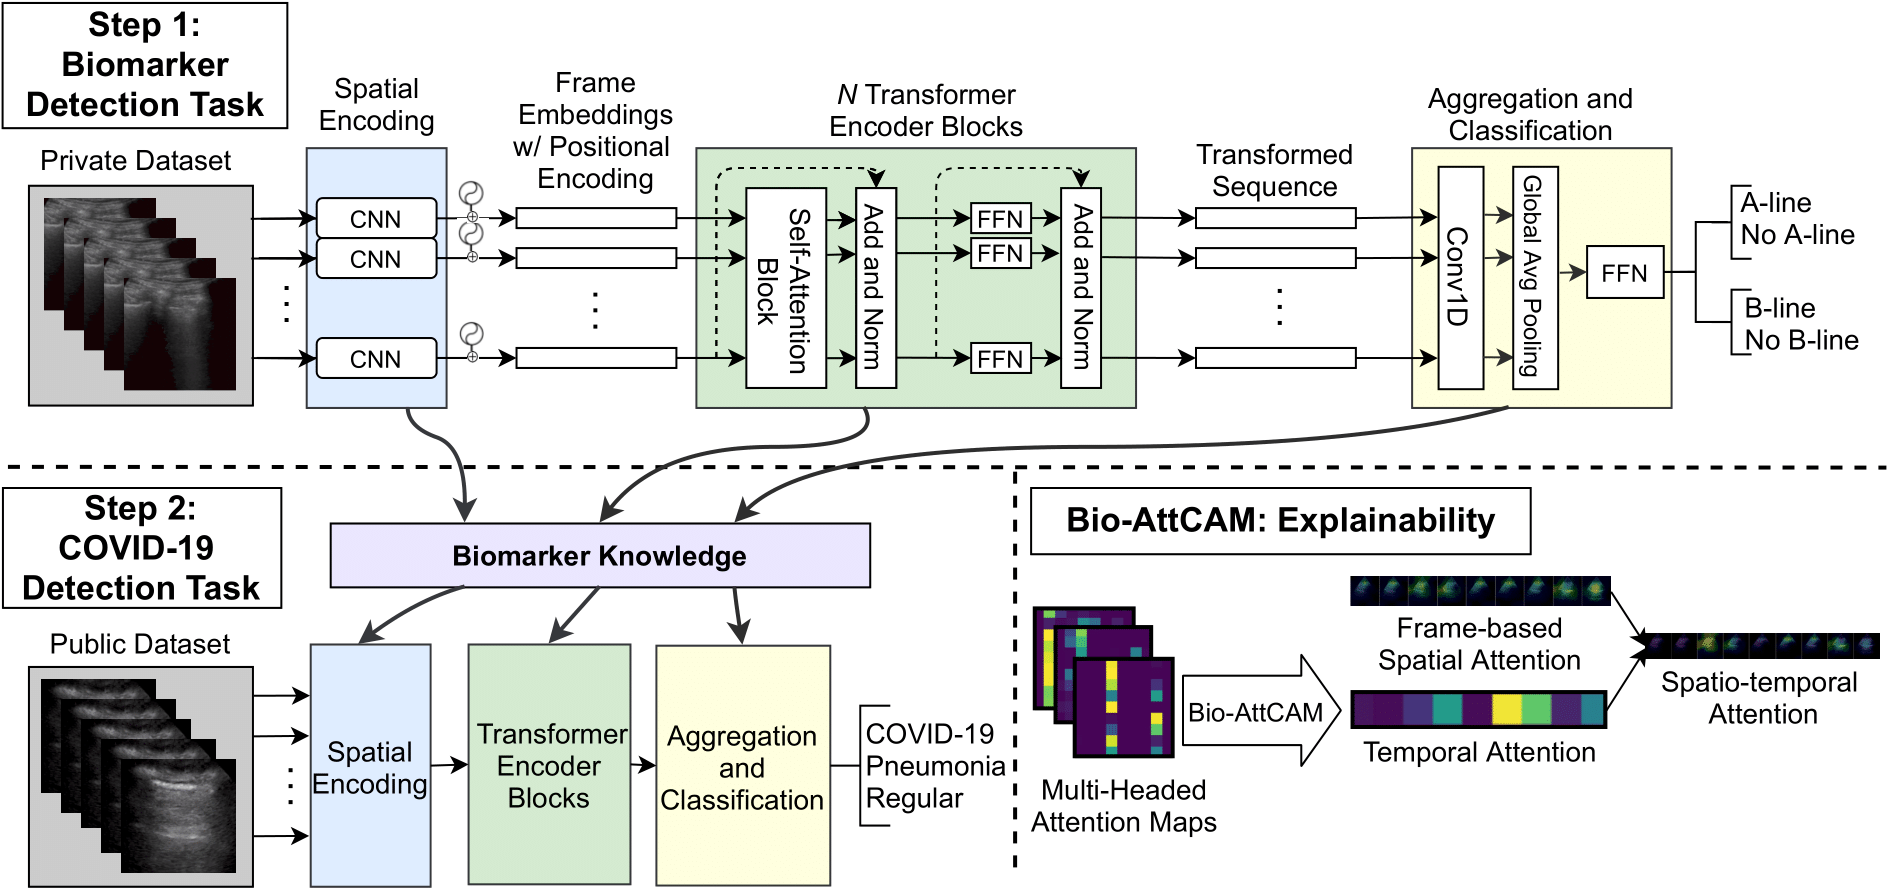 Step 1:
Biomarker
Detection Task
Private Dataset
Spatial
Encoding
CNN
CNN
CNN
Frame
Embeddings
w/ Positional
Encoding
N Transformer
Encoder Blocks
Self-Attention
Block
Add and Norm
FFN
FFN
FFN
Add and Norm
Transformed
Sequence
Aggregation and
Classification
Conv1D
Global Avg Pooling
FFN
A-line
No A-line
B-line
No B-line
Step 2:
COVID-19
Detection Task
Public Dataset
Biomarker Knowledge
Spatial
Encoding
Transformer
Encoder
Blocks
Aggregation
and
Classification
COVID-19
Pneumonia
Regular
Bio-AttCAM: Explainability
Multi-Headed
Attention Maps
Bio-AttCAM
Frame-based
Spatial Attention
Temporal Attention
Spatio-temporal
Attention